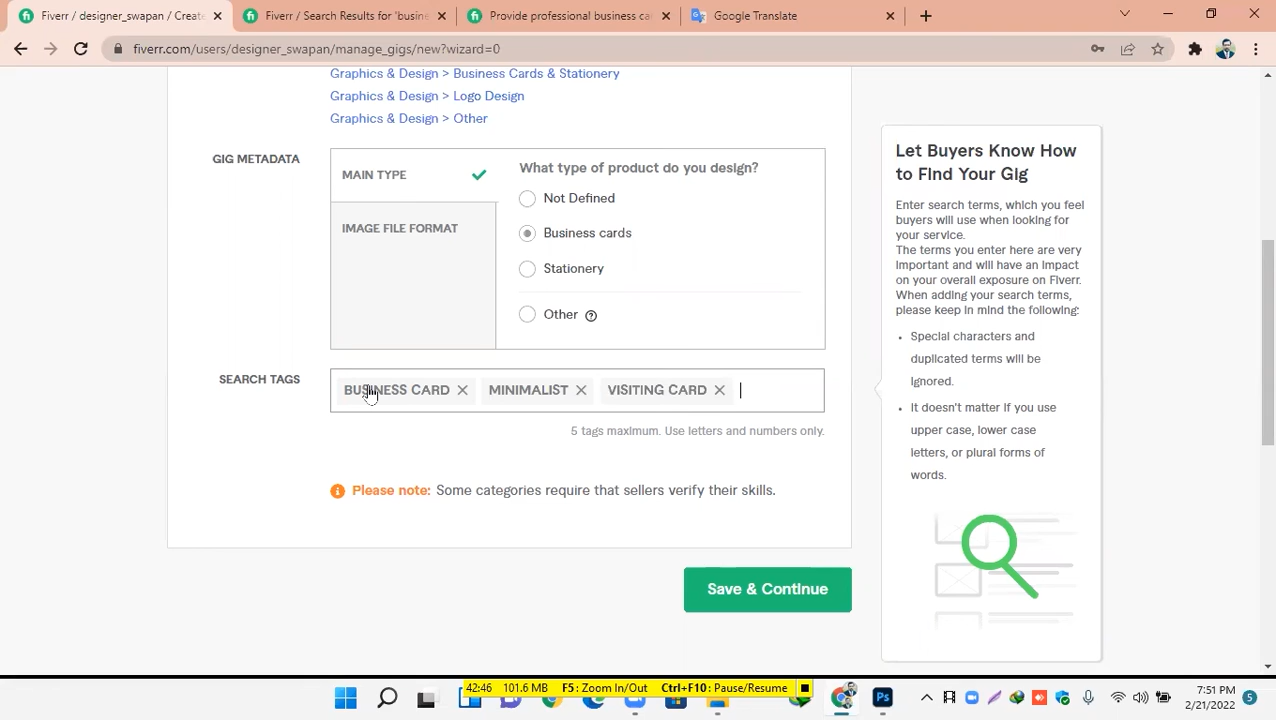 Fiverr / designer_swapan / Create
Fiverr / Search Results for 'busine
Provide professional business ca
Google Translate
fiverr.com/users/designer_swapan/manage_gigs/new?wizard=0
Graphics & Design > Business Cards & Stationery
Graphics & Design > Logo Design
Graphics & Design > Other
GIG METADATA
MAIN TYPE
IMAGE FILE FORMAT
What type of product do you design?
Not Defined
Business cards
Stationery
Other
SEARCH TAGS
BUSINESS CARD
MINIMALIST
VISITING CARD
5 tags maximum. Use letters and numbers only.
Please note: Some categories require that sellers verify their skills.
Save & Continue
Let Buyers Know How
to Find Your Gig
Enter search terms, which you feel
buyers will use when looking for
your service.
The terms you enter here are very
important and will have an impact
on your overall exposure on Fiverr.
When adding your search terms,
please keep in mind the following:
• Special characters and
duplicated terms will be
ignored.
• It doesn't matter if you use
upper case, lower case
letters, or plural forms of
words.
42:46 101.6 MB F5: Zoom In/Out Ctrl+F10: Pause/Resume
Ps
7:51 PM
2/21/2022
5